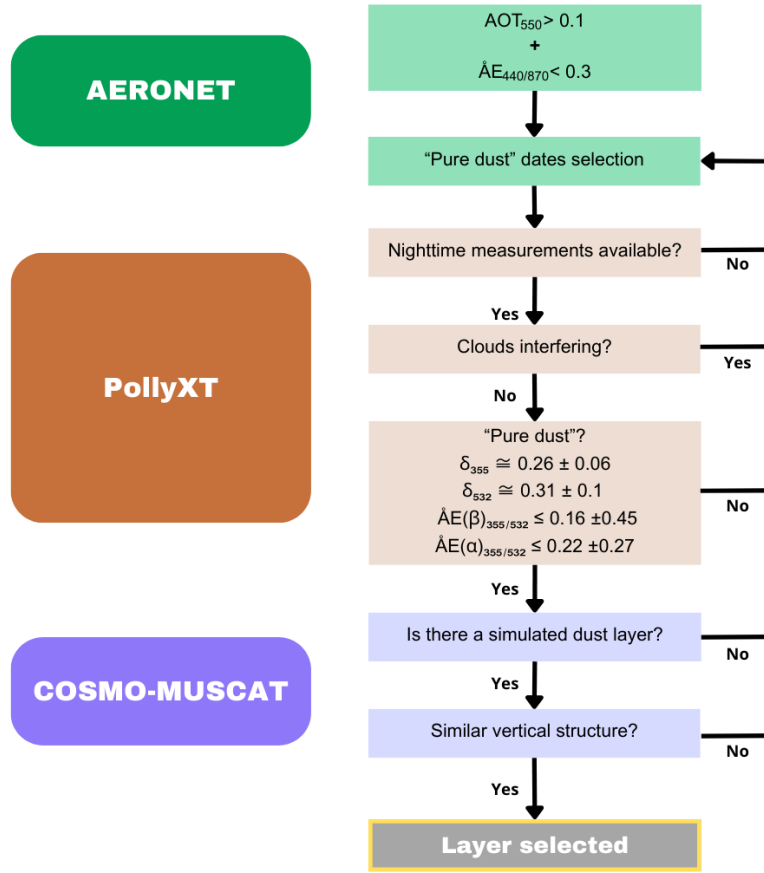 AERONET
AOT₅₅₀> 0.1
+
ÅE₄₄₀/₈₇₀< 0.3
“Pure dust” dates selection
PollyXT
Nighttime measurements available?
No
Yes
Clouds interfering?
Yes
No
“Pure dust”?
δ₃₅₅ ≅ 0.26 ± 0.06
δ₅₃₂ ≅ 0.31 ± 0.1
ÅE(β)₃₅₅/₅₃₂ ≤ 0.16 ±0.45
ÅE(α)₃₅₅/₅₃₂ ≤ 0.22 ±0.27
No
Yes
COSMO-MUSCAT
Is there a simulated dust layer?
No
Yes
Similar vertical structure?
No
Yes
Layer selected